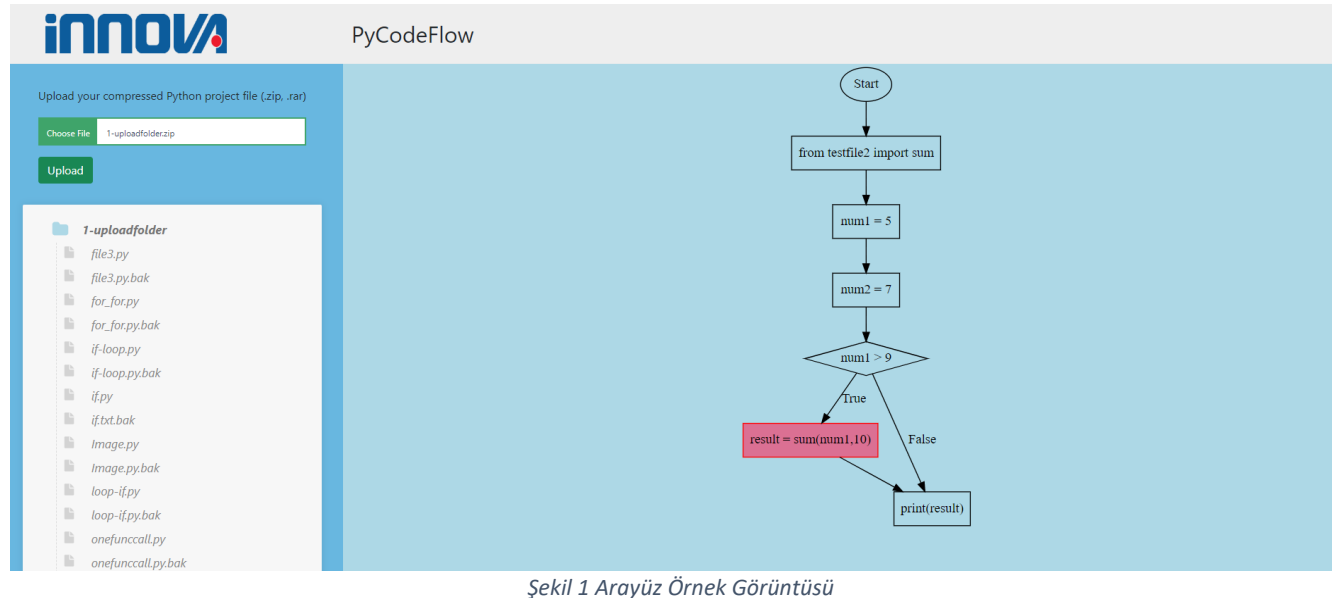 innova
PyCodeFlow
Upload your compressed Python project file (.zip, .rar)
Choose File 1-uploadfolder.zip
Upload
1-uploadfolder
file3.py
file3.py.bak
for_for.py
for_for.py.bak
if-loop.py
if-loop.py.bak
if.py
if.txt.bak
Image.py
Image.py.bak
loop-if.py
loop-if.py.bak
onefunccall.py
onefunccall.py.bak
Start
from testfile2 import sum
num1 = 5
num2 = 7
num1 > 9
True
result = sum(num1,10)
False
print(result)
Şekil 1 Arayüz Örnek Görüntüsü